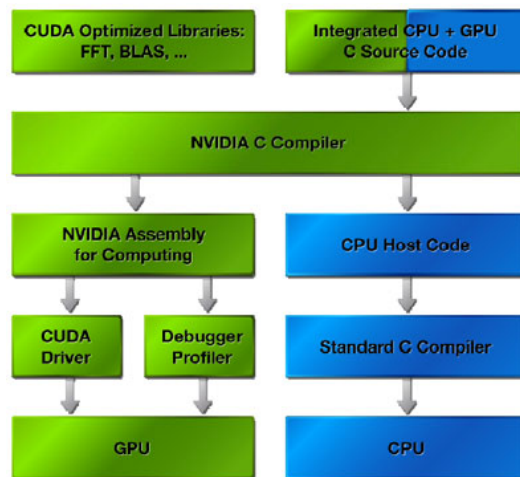 CUDA Optimized Libraries:
FFT, BLAS, ...
Integrated CPU + GPU
C Source Code
NVIDIA C Compiler
NVIDIA Assembly
for Computing
CPU Host Code
CUDA
Driver
Debugger
Profiler
Standard C Compiler
GPU
CPU